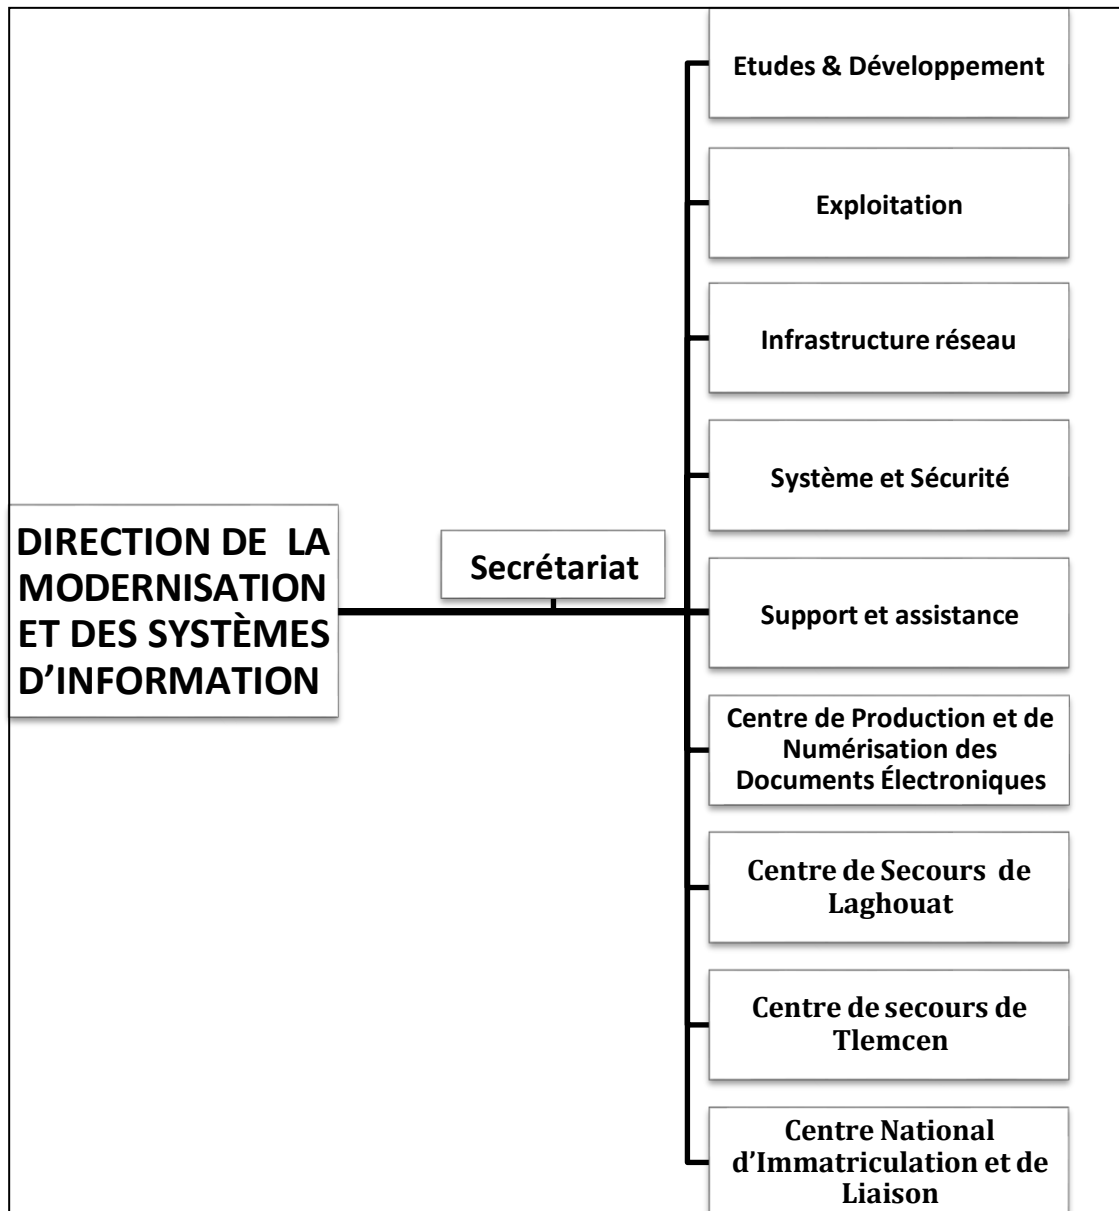 DIRECTION DE LA
MODERNISATION
ET DES SYSTÈMES
D’INFORMATION
Secrétariat
Etudes & Développement
Exploitation
Infrastructure réseau
Système et Sécurité
Support et assistance
Centre de Production et de
Numérisation des
Documents Électroniques
Centre de Secours de
Laghouat
Centre de secours de
Tlemcen
Centre National
d’Immatriculation et de
Liaison